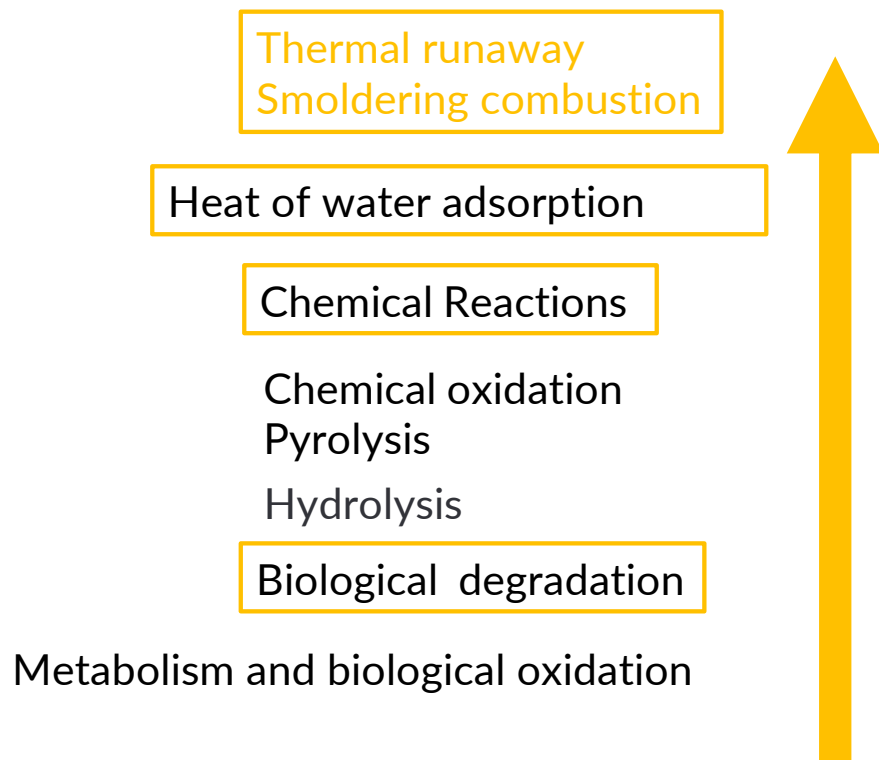 Thermal runaway
Smoldering combustion
Heat of water adsorption
Chemical Reactions
Chemical oxidation
Pyrolysis
Hydrolysis
Biological degradation
Metabolism and biological oxidation